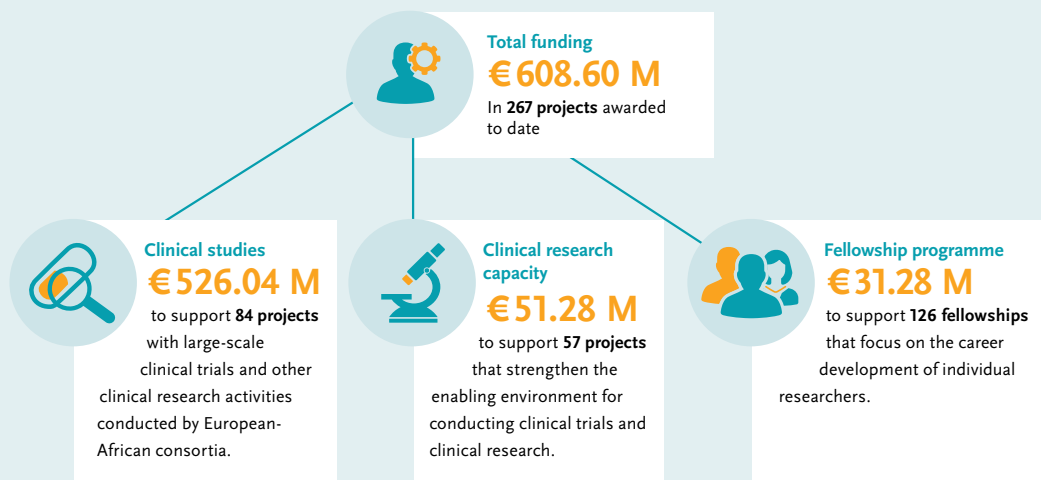 Total funding
€608.60 M
In 267 projects awarded
to date
Clinical studies
€526.04 M
to support 84 projects
with large-scale
clinical trials and other
clinical research activities
conducted by European-
African consortia.
Clinical research
capacity
€51.28 M
to support 57 projects
that strengthen the
enabling environment for
conducting clinical trials and
clinical research.
Fellowship programme
€31.28 M
to support 126 fellowships
that focus on the career
development of individual
researchers.